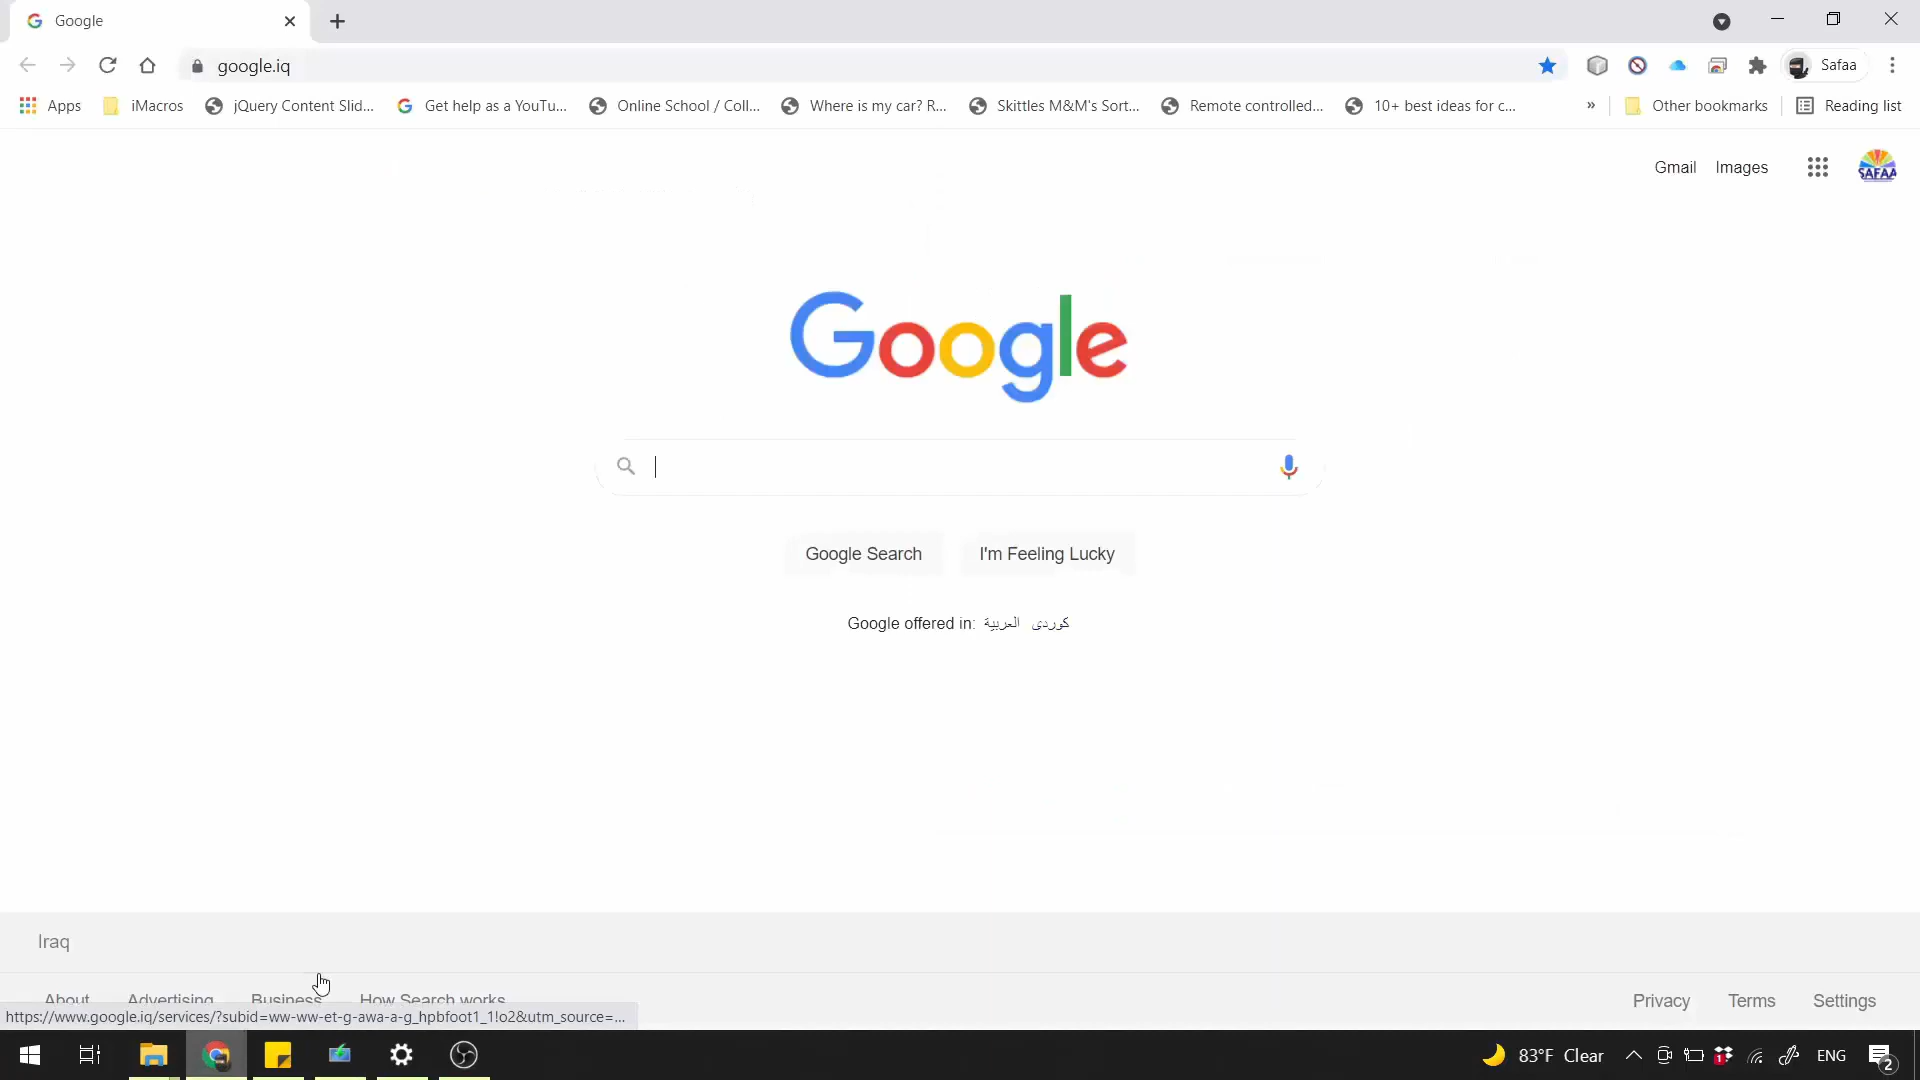 Google
google.iq
Safaa
Apps
iMacros
jQuery Content Slid...
Get help as a YouTu...
Online School / Coll...
Where is my car? R...
Skittles M&M's Sort...
Remote controlled...
10+ best ideas for c...
»
Other bookmarks
Reading list
Gmail
Images
SAFAA
Google
Google Search
I'm Feeling Lucky
Google offered in: العربية كوردی
Iraq
About
Advertising
Business
How Search works
Privacy
Terms
Settings
https://www.google.iq/services/?subid=ww-ww-et-g-awa-a-g_hpbfoot1_1!o2&utm_source=...
83°F Clear
1
ENG
2